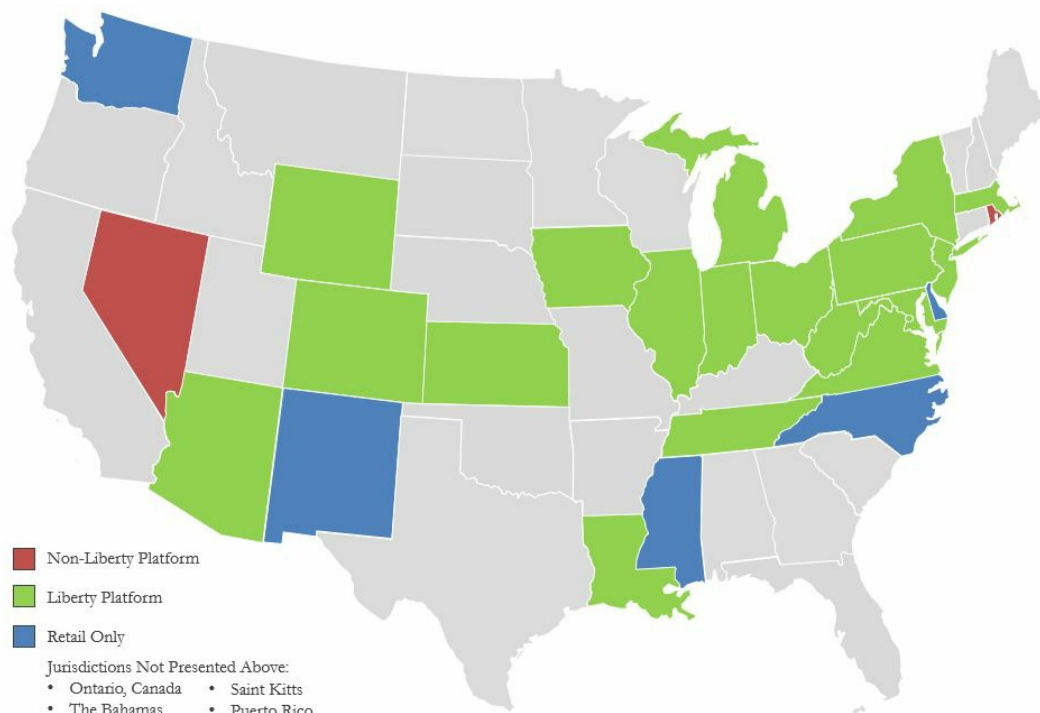 Non-Liberty Platform
Liberty Platform
Retail Only
Jurisdictions Not Presented Above:
• Ontario, Canada • Saint Kitts
• The Bahamas • Puerto Rico